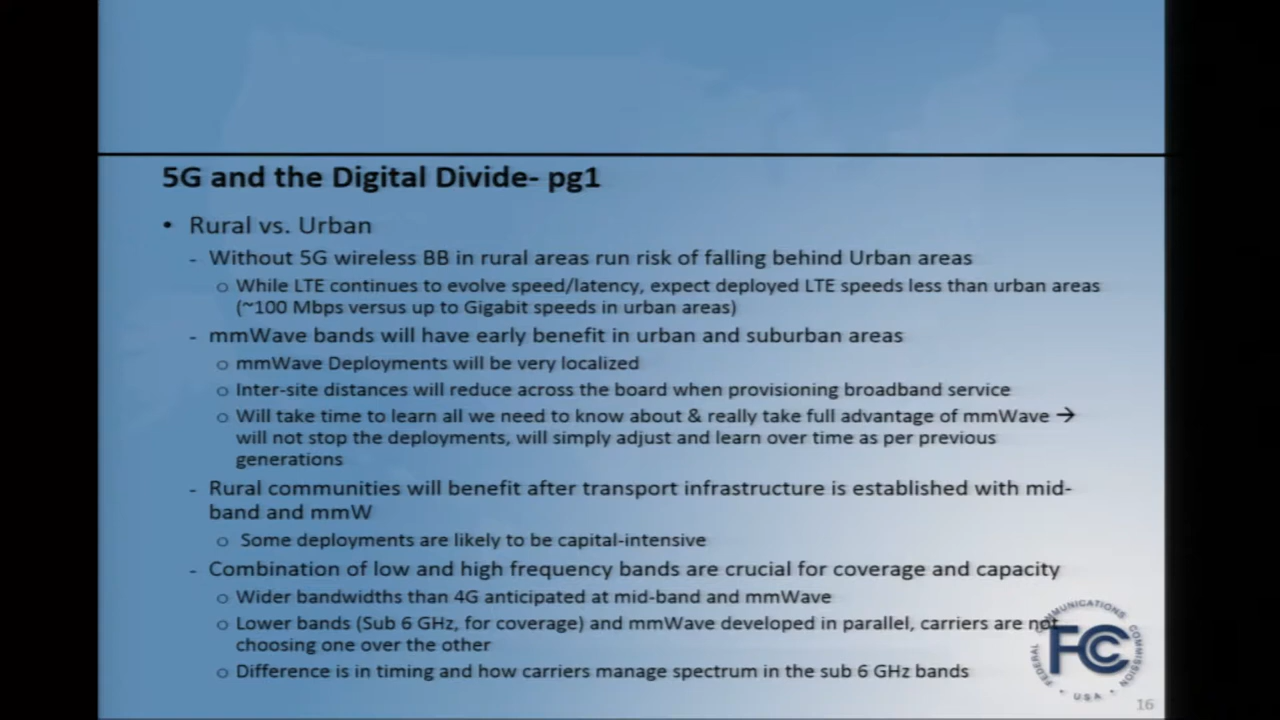 5G and the Digital Divide- pg1
• Rural vs. Urban
- Without 5G wireless BB in rural areas run risk of falling behind Urban areas
o While LTE continues to evolve speed/latency, expect deployed LTE speeds less than urban areas
(~100 Mbps versus up to Gigabit speeds in urban areas)
- mmWave bands will have early benefit in urban and suburban areas
o mmWave Deployments will be very localized
o Inter-site distances will reduce across the board when provisioning broadband service
o Will take time to learn all we need to know about & really take full advantage of mmWave →
will not stop the deployments, will simply adjust and learn over time as per previous
generations
- Rural communities will benefit after transport infrastructure is established with mid-
band and mmW
o Some deployments are likely to be capital-intensive
- Combination of low and high frequency bands are crucial for coverage and capacity
o Wider bandwidths than 4G anticipated at mid-band and mmWave
o Lower bands (Sub 6 GHz, for coverage) and mmWave developed in parallel, carriers are not
choosing one over the other
o Difference is in timing and how carriers manage spectrum in the sub 6 GHz bands
FEDERAL COMMUNICATIONS COMMISSION
FCC
• USA •
16